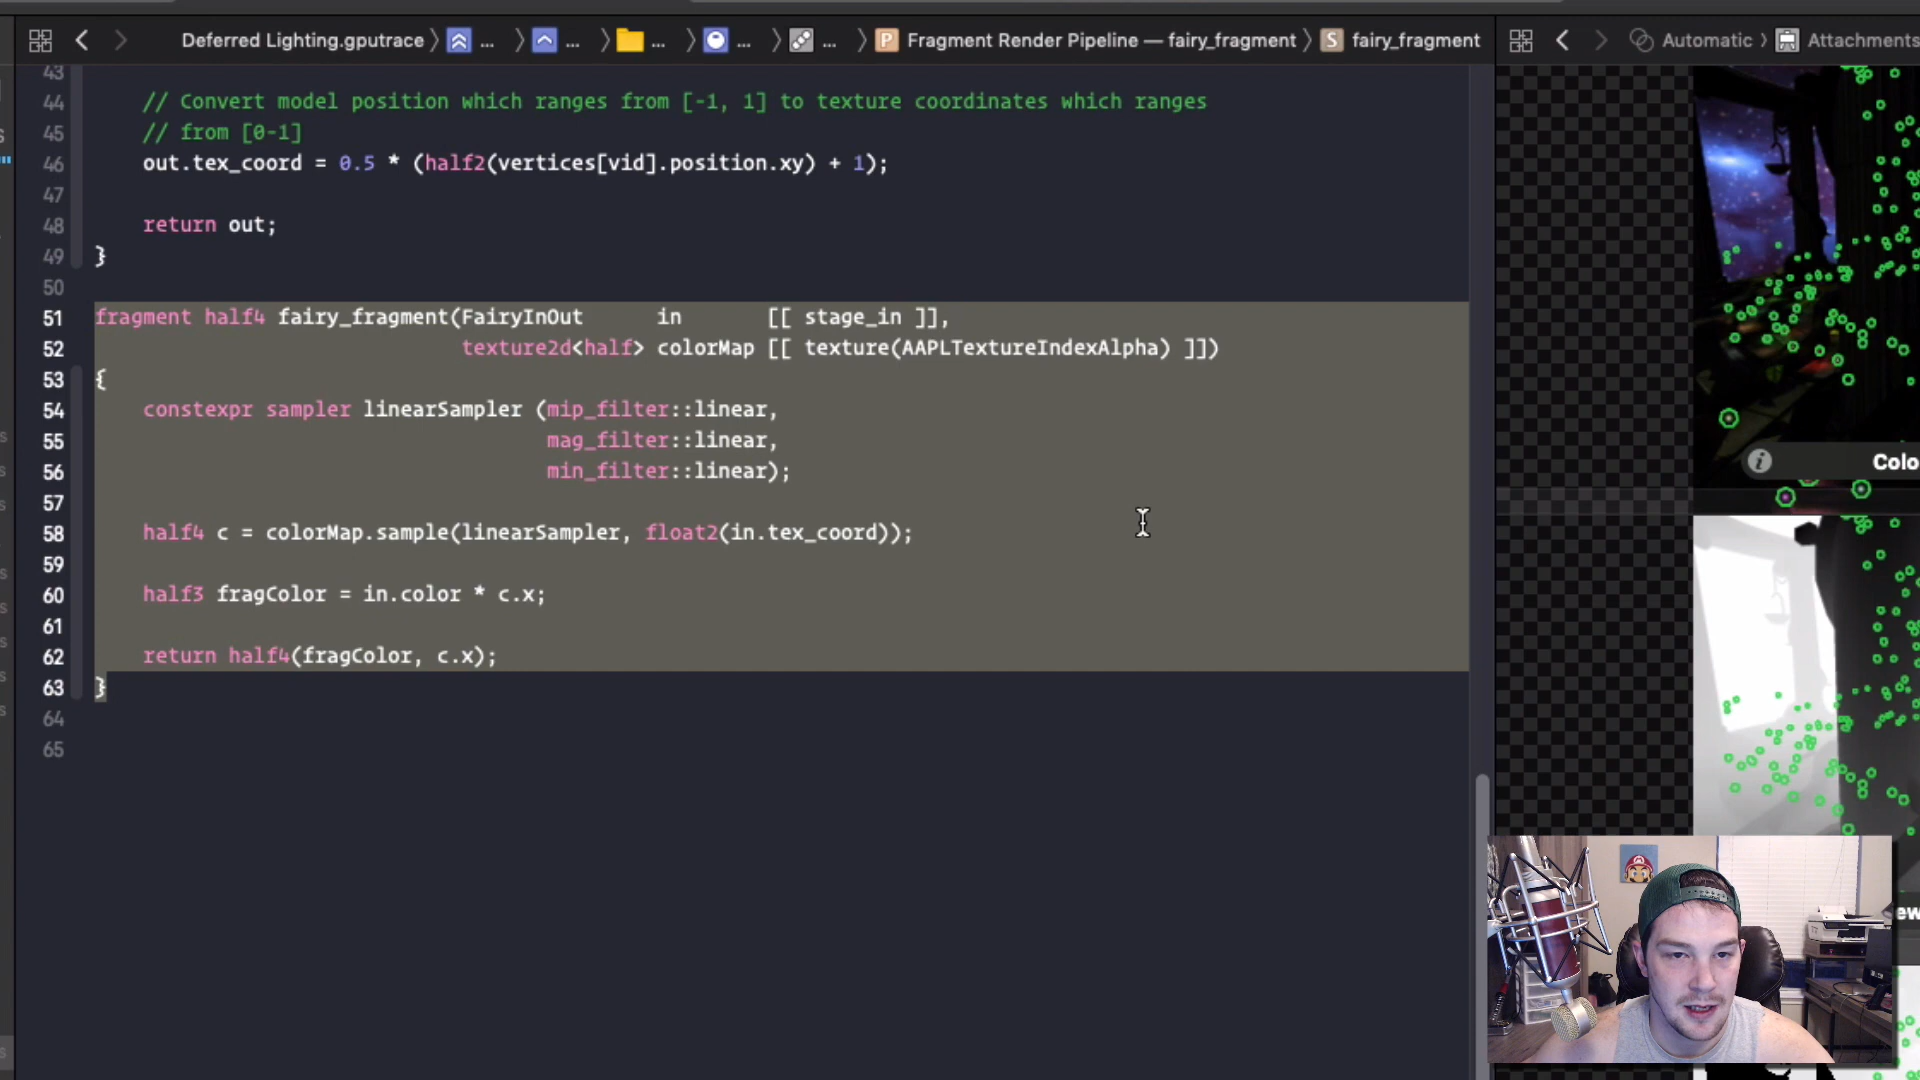 Deferred Lighting.gputrace 〉 ... 〉 ... 〉 ... 〉 ... 〉 ... 〉 P Fragment Render Pipeline — fairy_fragment 〉 S fairy_fragment
Automatic 〉 Attachments
43
44 // Convert model position which ranges from [-1, 1] to texture coordinates which ranges
45 // from [0-1]
46 out.tex_coord = 0.5 * (half2(vertices[vid].position.xy) + 1);
47
48 return out;
49 }
50
51 fragment half4 fairy_fragment(FairyInOut in [[ stage_in ]],
52 texture2d<half> colorMap [[ texture(AAPLTextureIndexAlpha) ]])
53 {
54 constexpr sampler linearSampler (mip_filter::linear,
55 mag_filter::linear,
56 min_filter::linear);
57
58 half4 c = colorMap.sample(linearSampler, float2(in.tex_coord));
59
60 half3 fragColor = in.color * c.x;
61
62 return half4(fragColor, c.x);
63 }
64
65
Colo